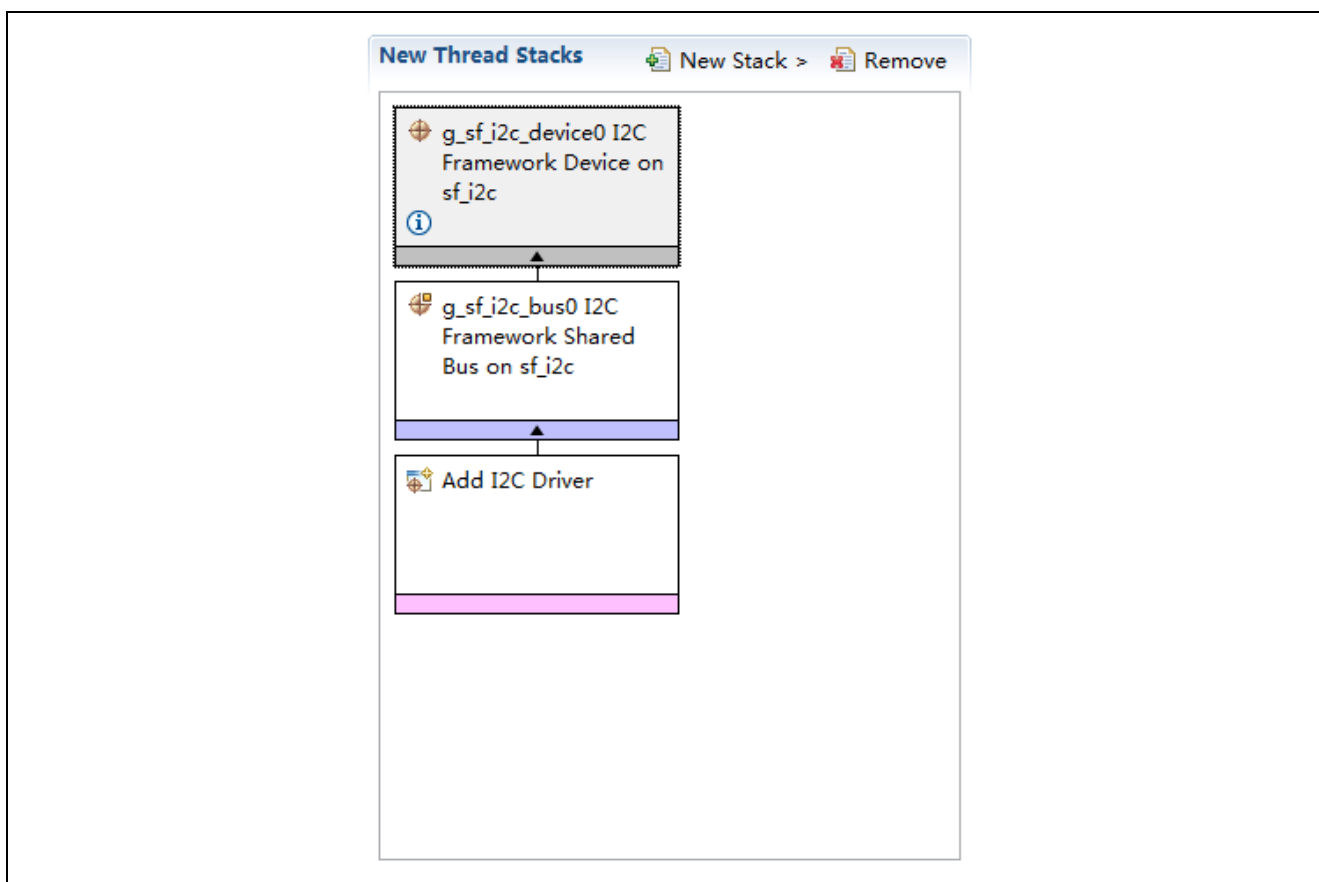 New Thread Stacks New Stack > Remove
g_sf_i2c_device0 I2C
Framework Device on
sf_i2c
g_sf_i2c_bus0 I2C
Framework Shared
Bus on sf_i2c
Add I2C Driver